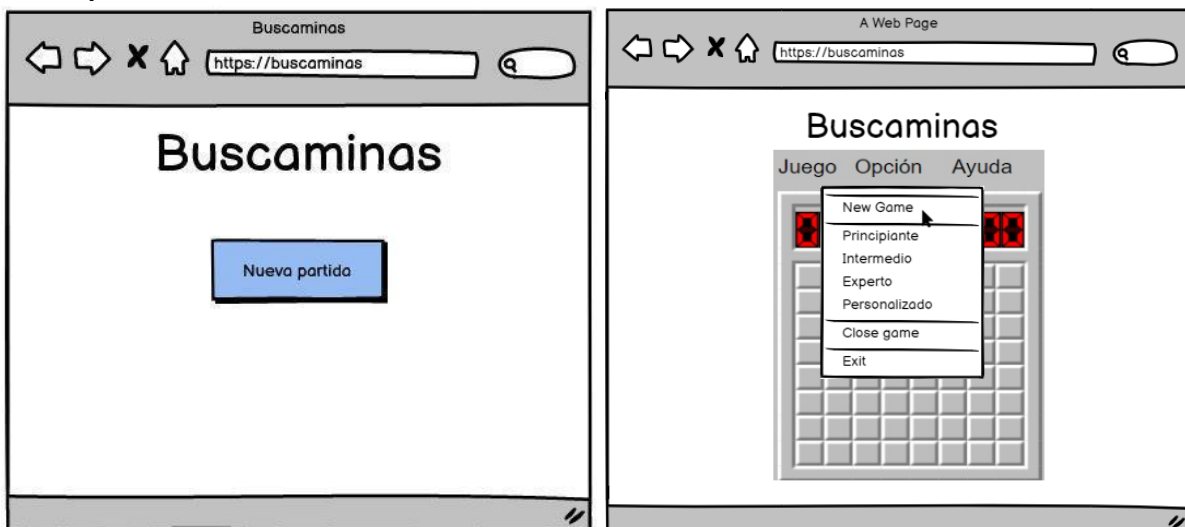 Buscaminas
https://buscaminas
Buscaminas
Nueva partida
A Web Page
https://buscaminas
Buscaminas
Juego Opción Ayuda
New Game
Principiante
Intermedio
Experto
Personalizado
Close game
Exit